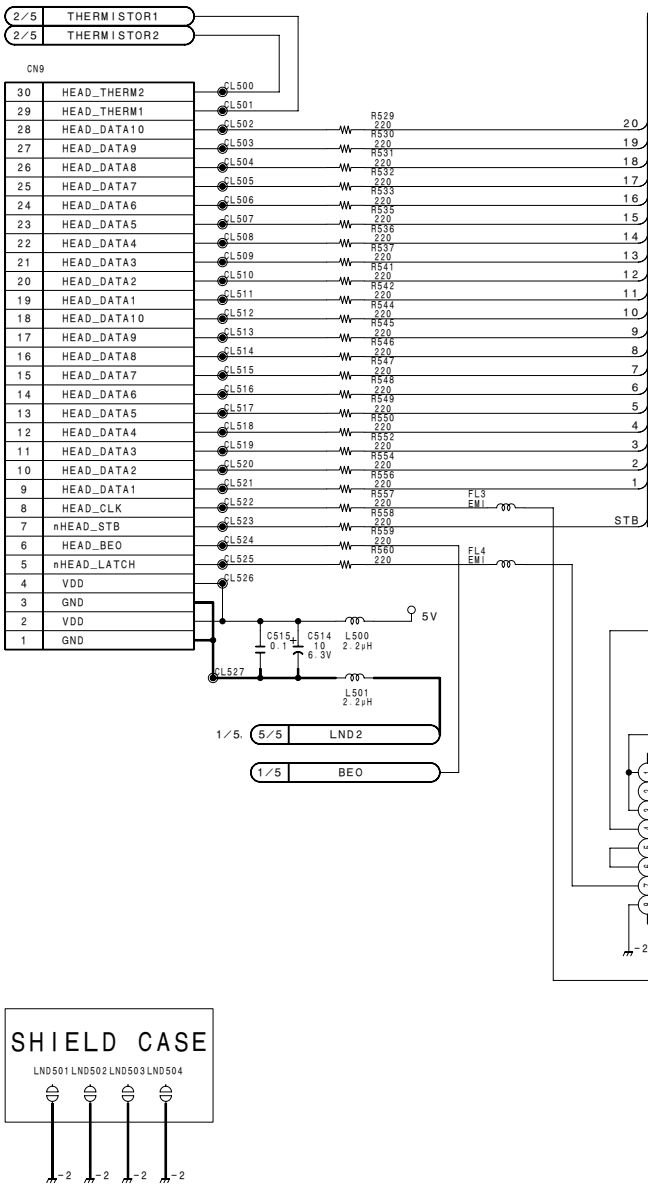 2/5 THERMISTOR1
2/5 THERMISTOR2
CN9
30 HEAD_THERM2 CL500
29 HEAD_THERM1 CL501
R529
28 HEAD_DATA10 CL502 220 20
R530
27 HEAD_DATA9 CL503 220 19
R531
26 HEAD_DATA8 CL504 220 18
R532
25 HEAD_DATA7 CL505 220 17
R533
24 HEAD_DATA6 CL506 220 16
R535
23 HEAD_DATA5 CL507 220 15
R536
22 HEAD_DATA4 CL508 220 14
R537
21 HEAD_DATA3 CL509 220 13
R541
20 HEAD_DATA2 CL510 220 12
R542
19 HEAD_DATA1 CL511 220 11
R544
18 HEAD_DATA10 CL512 220 10
R545
17 HEAD_DATA9 CL513 220 9
R546
16 HEAD_DATA8 CL514 220 8
R547
15 HEAD_DATA7 CL515 220 7
R548
14 HEAD_DATA6 CL516 220 6
R549
13 HEAD_DATA5 CL517 220 5
R550
12 HEAD_DATA4 CL518 220 4
R552
11 HEAD_DATA3 CL519 220 3
R554
10 HEAD_DATA2 CL520 220 2
R556
9 HEAD_DATA1 CL521 220 1
R557 FL3
8 HEAD_CLK CL522 220 EMI
R558
7 nHEAD_STB CL523 220 STB
R559
6 HEAD_BEO CL524 220
R560 FL4
5 nHEAD_LATCH CL525 220 EMI
4 VDD CL526
3 GND
2 VDD 5V
1 GND
C515 + C514 L500
0.1 10 2.2μH
6.3V
CL527
L501
2.2μH
1/5, 5/5 LND2
1/5 BEO
1
2
3
4
5
6
7
8
-2
SHIELD CASE
LND501 LND502 LND503 LND504
-2 -2 -2 -2